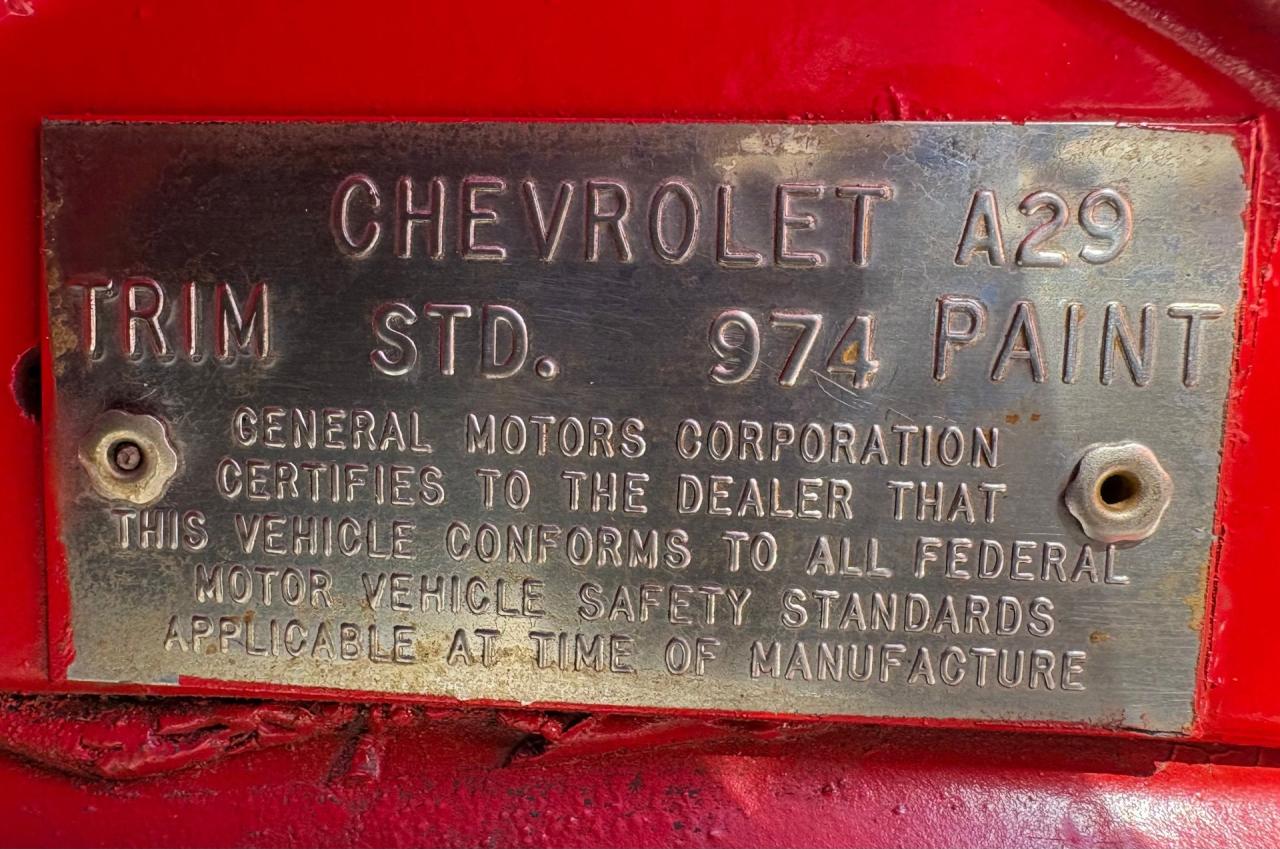 CHEVROLET A29
TRIM STD. 974 PAINT
GENERAL MOTORS CORPORATION
CERTIFIES TO THE DEALER THAT
THIS VEHICLE CONFORMS TO ALL FEDERAL
MOTOR VEHICLE SAFETY STANDARDS
APPLICABLE AT TIME OF MANUFACTURE